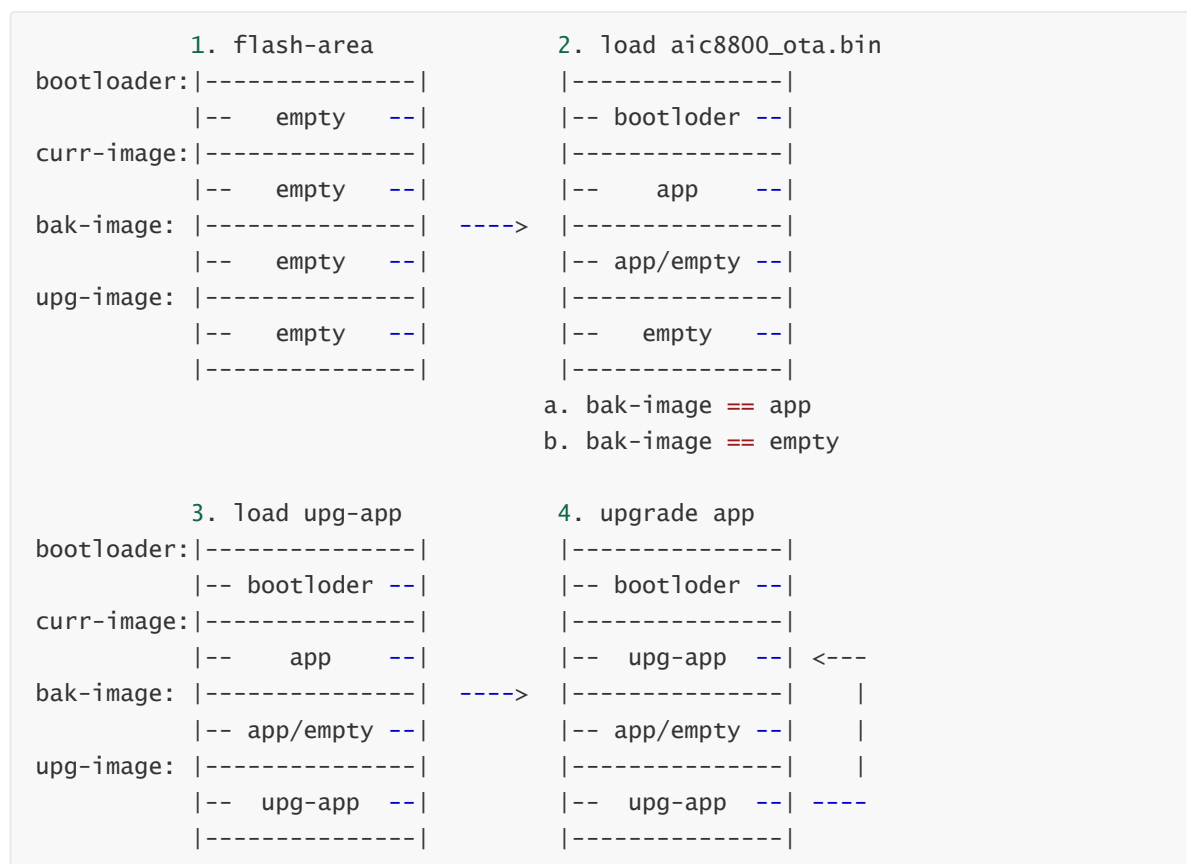 1. flash-area             2. load aic8800_ota.bin
bootloader:|---------------|         |---------------|
           |--   empty   --|         |-- bootloder --|
curr-image:|---------------|         |---------------|
           |--   empty   --|         |--    app    --|
bak-image: |---------------|  ---->  |---------------|
           |--   empty   --|         |-- app/empty --|
upg-image: |---------------|         |---------------|
           |--   empty   --|         |--   empty   --|
           |---------------|         |---------------|
                                    a. bak-image == app
                                    b. bak-image == empty

           3. load upg-app           4. upgrade app
bootloader:|---------------|         |---------------|
           |-- bootloder --|         |-- bootloder --|
curr-image:|---------------|         |---------------|
           |--    app    --|         |--  upg-app  --| <---
bak-image: |---------------|  ---->  |---------------|    |
           |-- app/empty --|         |-- app/empty --|    |
upg-image: |---------------|         |---------------|    |
           |--  upg-app  --|         |--  upg-app  --| ----
           |---------------|         |---------------|